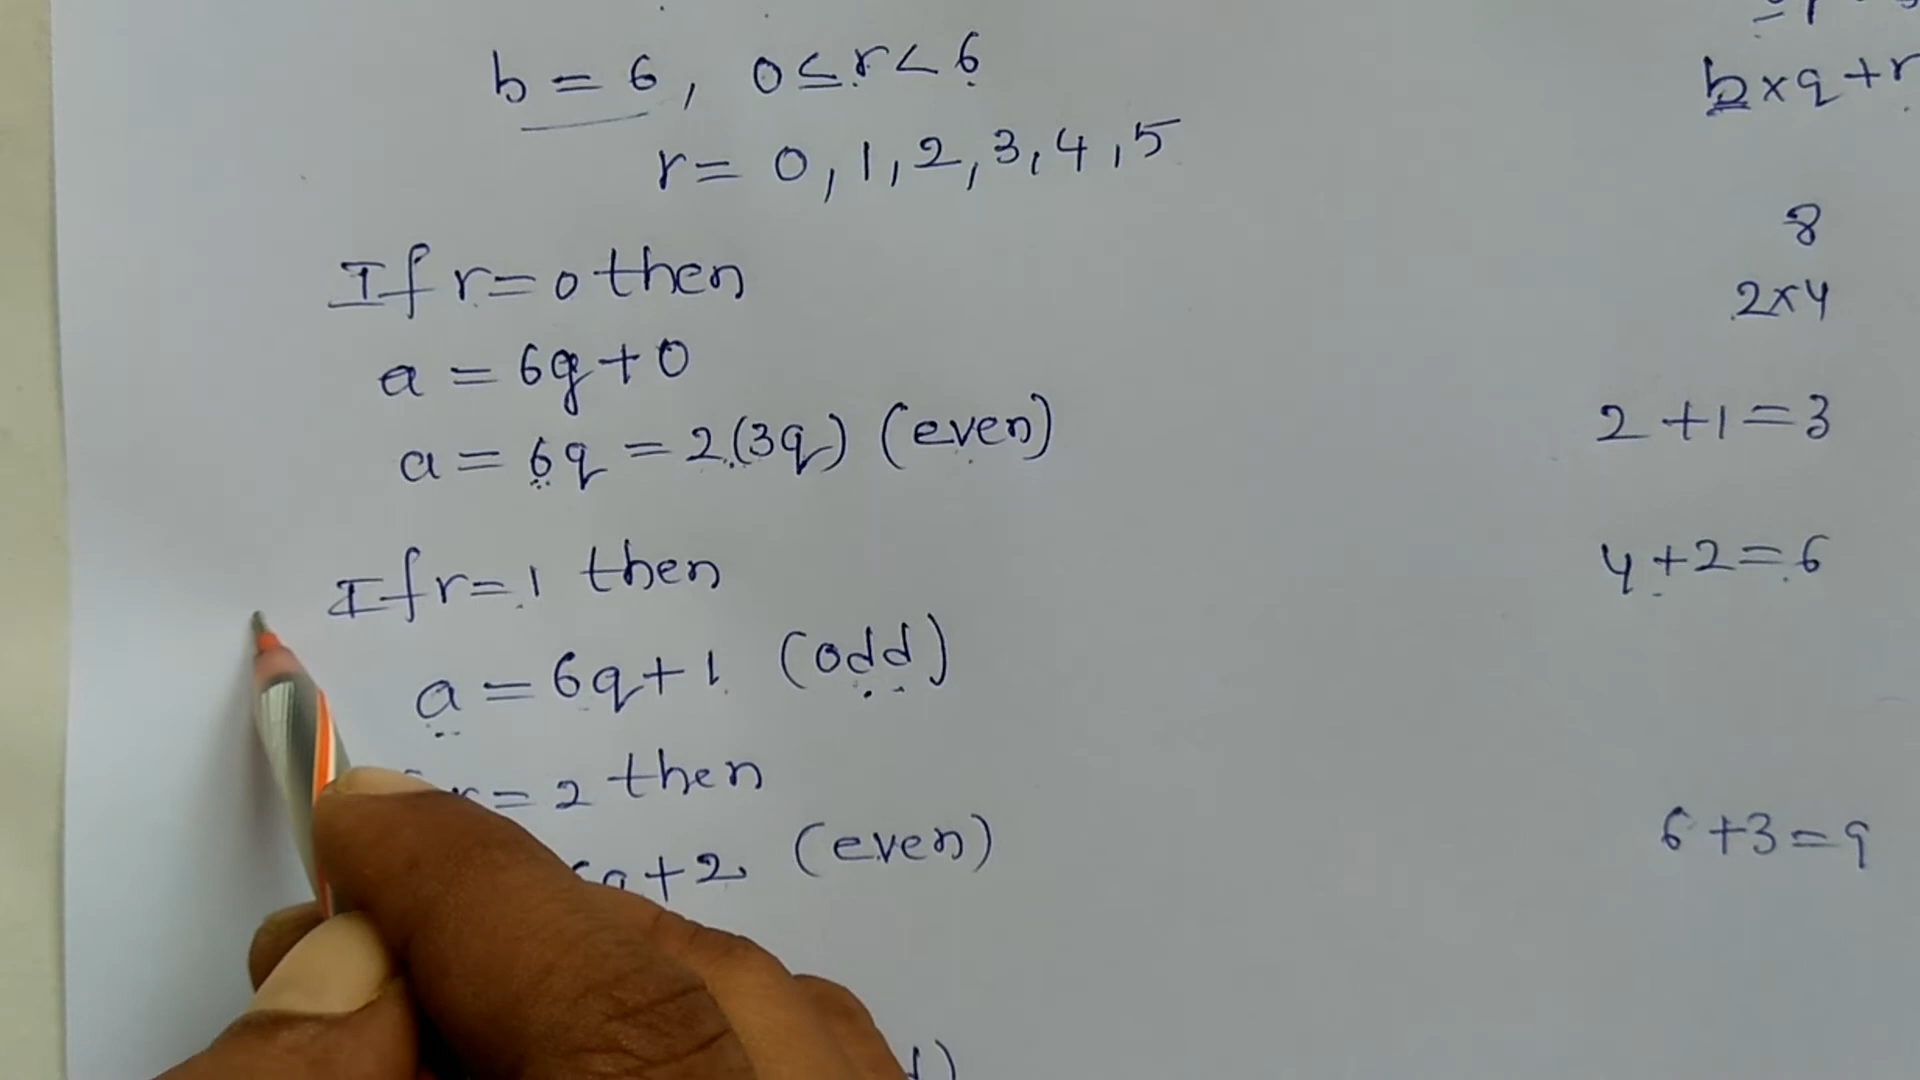 b = 6, 0 ≤ r < 6
b × q + r
r = 0, 1, 2, 3, 4, 5
8
If r = 0 then
2×4
a = 6q + 0
a = 6q = 2(3q) (even)
2 + 1 = 3
If r = 1 then
4 + 2 = 6
a = 6q + 1 (odd)
r = 2 then
6q + 2 (even)
6 + 3 = 9